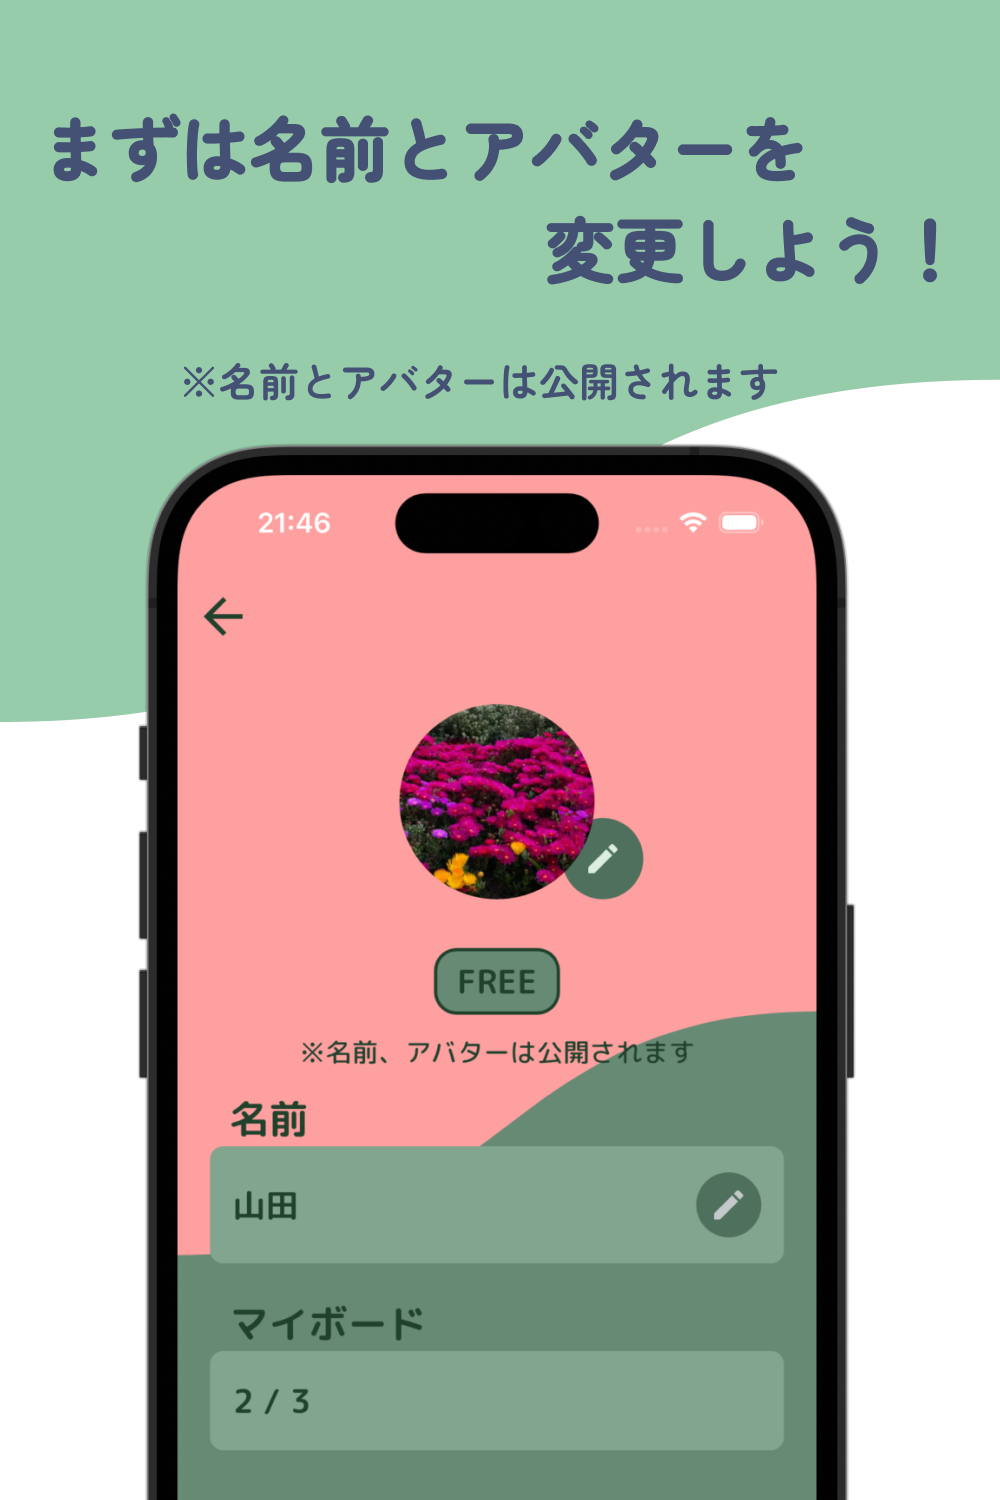 まずは名前とアバターを
変更しよう！
※名前とアバターは公開されます
21:46
FREE
※名前、アバターは公開されます
名前
山田
マイボード
2 / 3